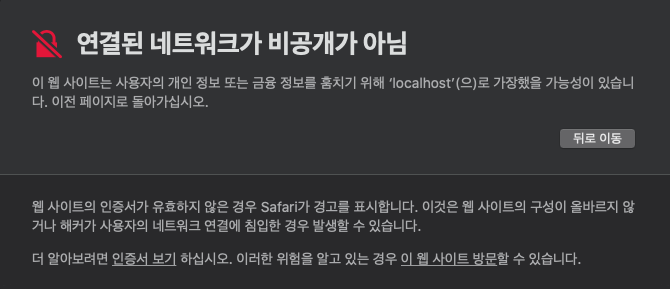 연결된 네트워크가 비공개가 아님
이 웹 사이트는 사용자의 개인 정보 또는 금융 정보를 훔치기 위해 ‘localhost’(으)로 가장했을 가능성이 있습니
다. 이전 페이지로 돌아가십시오.
뒤로 이동
웹 사이트의 인증서가 유효하지 않은 경우 Safari가 경고를 표시합니다. 이것은 웹 사이트의 구성이 올바르지 않
거나 해커가 사용자의 네트워크 연결에 침입한 경우 발생할 수 있습니다.
더 알아보려면 인증서 보기 하십시오. 이러한 위험을 알고 있는 경우 이 웹 사이트 방문할 수 있습니다.